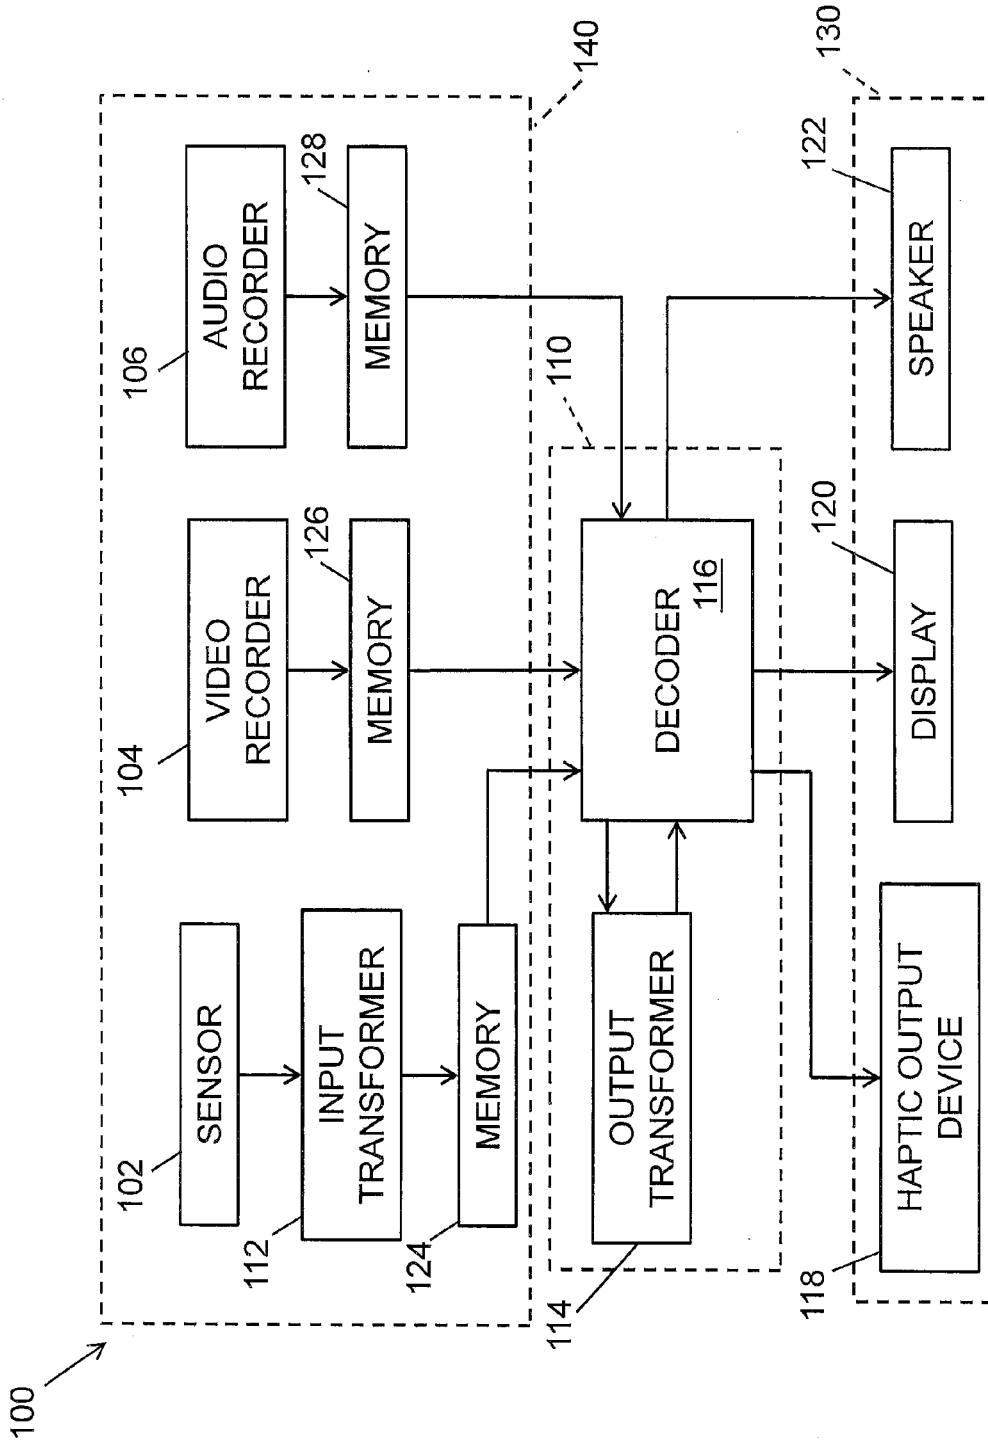 100
102
SENSOR
112
INPUT
TRANSFORMER
124
MEMORY
104
VIDEO
RECORDER
126
MEMORY
106
AUDIO
RECORDER
128
MEMORY
140
110
114
OUTPUT
TRANSFORMER
DECODER
116
118
HAPTIC OUTPUT
DEVICE
120
DISPLAY
122
SPEAKER
130